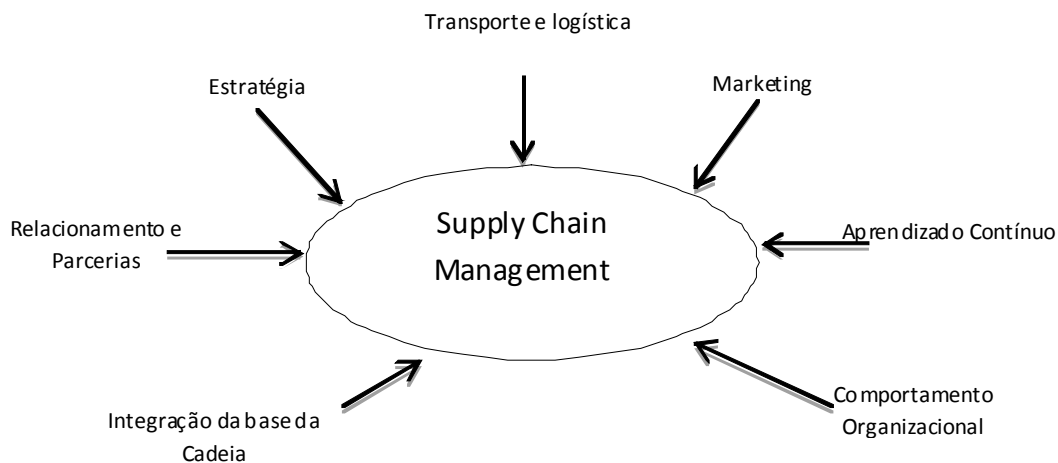 Transporte e logística
Estratégia
Marketing
Supply Chain
Management
Relacionamento e
Parcerias
Aprendizado Contínuo
Integração da base da
Cadeia
Comportamento
Organizacional